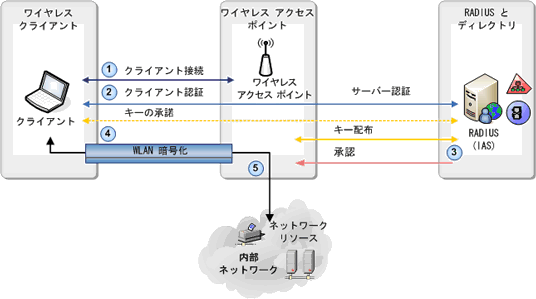 ワイヤレス
クライアント
ワイヤレス アクセス
ポイント
RADIUS と
ディレクトリ
1
クライアント接続
ワイヤレス
アクセス ポイント
2
クライアント認証
サーバー認証
クライアント
キーの承諾
RADIUS
(IAS)
キー配布
4
WLAN 暗号化
承認
3
5
ネットワーク
リソース
内部
ネットワーク